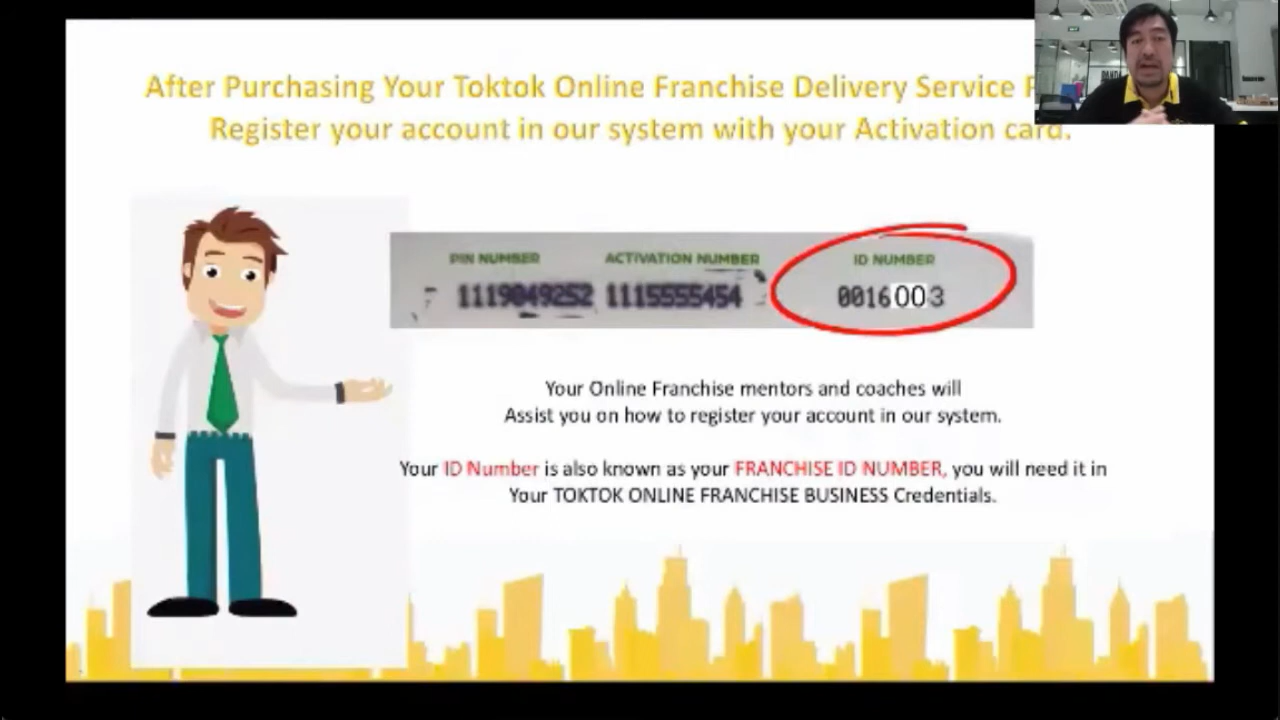 After Purchasing Your Toktok Online Franchise Delivery Service
Register your account in our system with your Activation card.
PIN NUMBER ACTIVATION NUMBER ID NUMBER
1119049252 1115555454 0016003
Your Online Franchise mentors and coaches will
Assist you on how to register your account in our system.
Your ID Number is also known as your FRANCHISE ID NUMBER, you will need it in
Your TOKTOK ONLINE FRANCHISE BUSINESS Credentials.